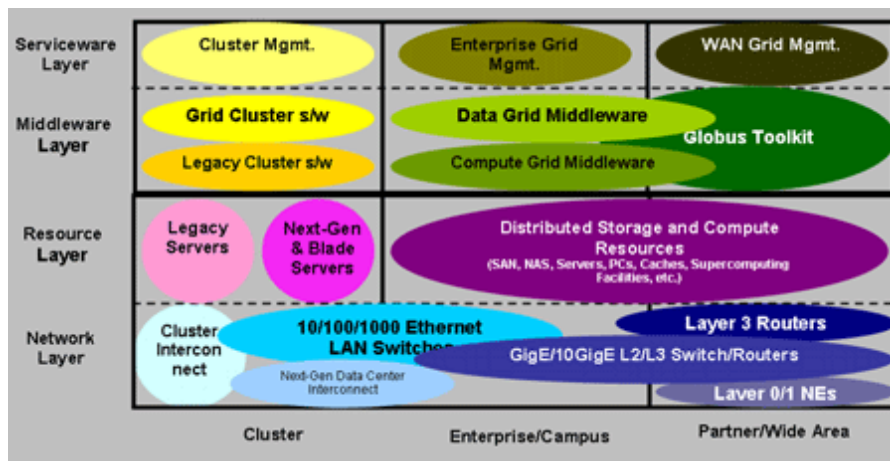 Serviceware
Layer
Cluster Mgmt.
Enterprise Grid
Mgmt.
WAN Grid Mgmt.
Middleware
Layer
Grid Cluster s/w
Data Grid Middleware
Globus Toolkit
Legacy Cluster s/w
Compute Grid Middleware
Resource
Layer
Legacy
Servers
Next-Gen
& Blade
Servers
Distributed Storage and Compute
Resources
(SAN, NAS, Servers, PCs, Caches, Supercomputing
Facilities, etc.)
Network
Layer
Cluster
Intercon
nect
10/100/1000 Ethernet
LAN Switches
Layer 3 Routers
GigE/10GigE L2/L3 Switch/Routers
Next-Gen Data Center
Interconnect
Layer 0/1 NEs
Cluster
Enterprise/Campus
Partner/Wide Area